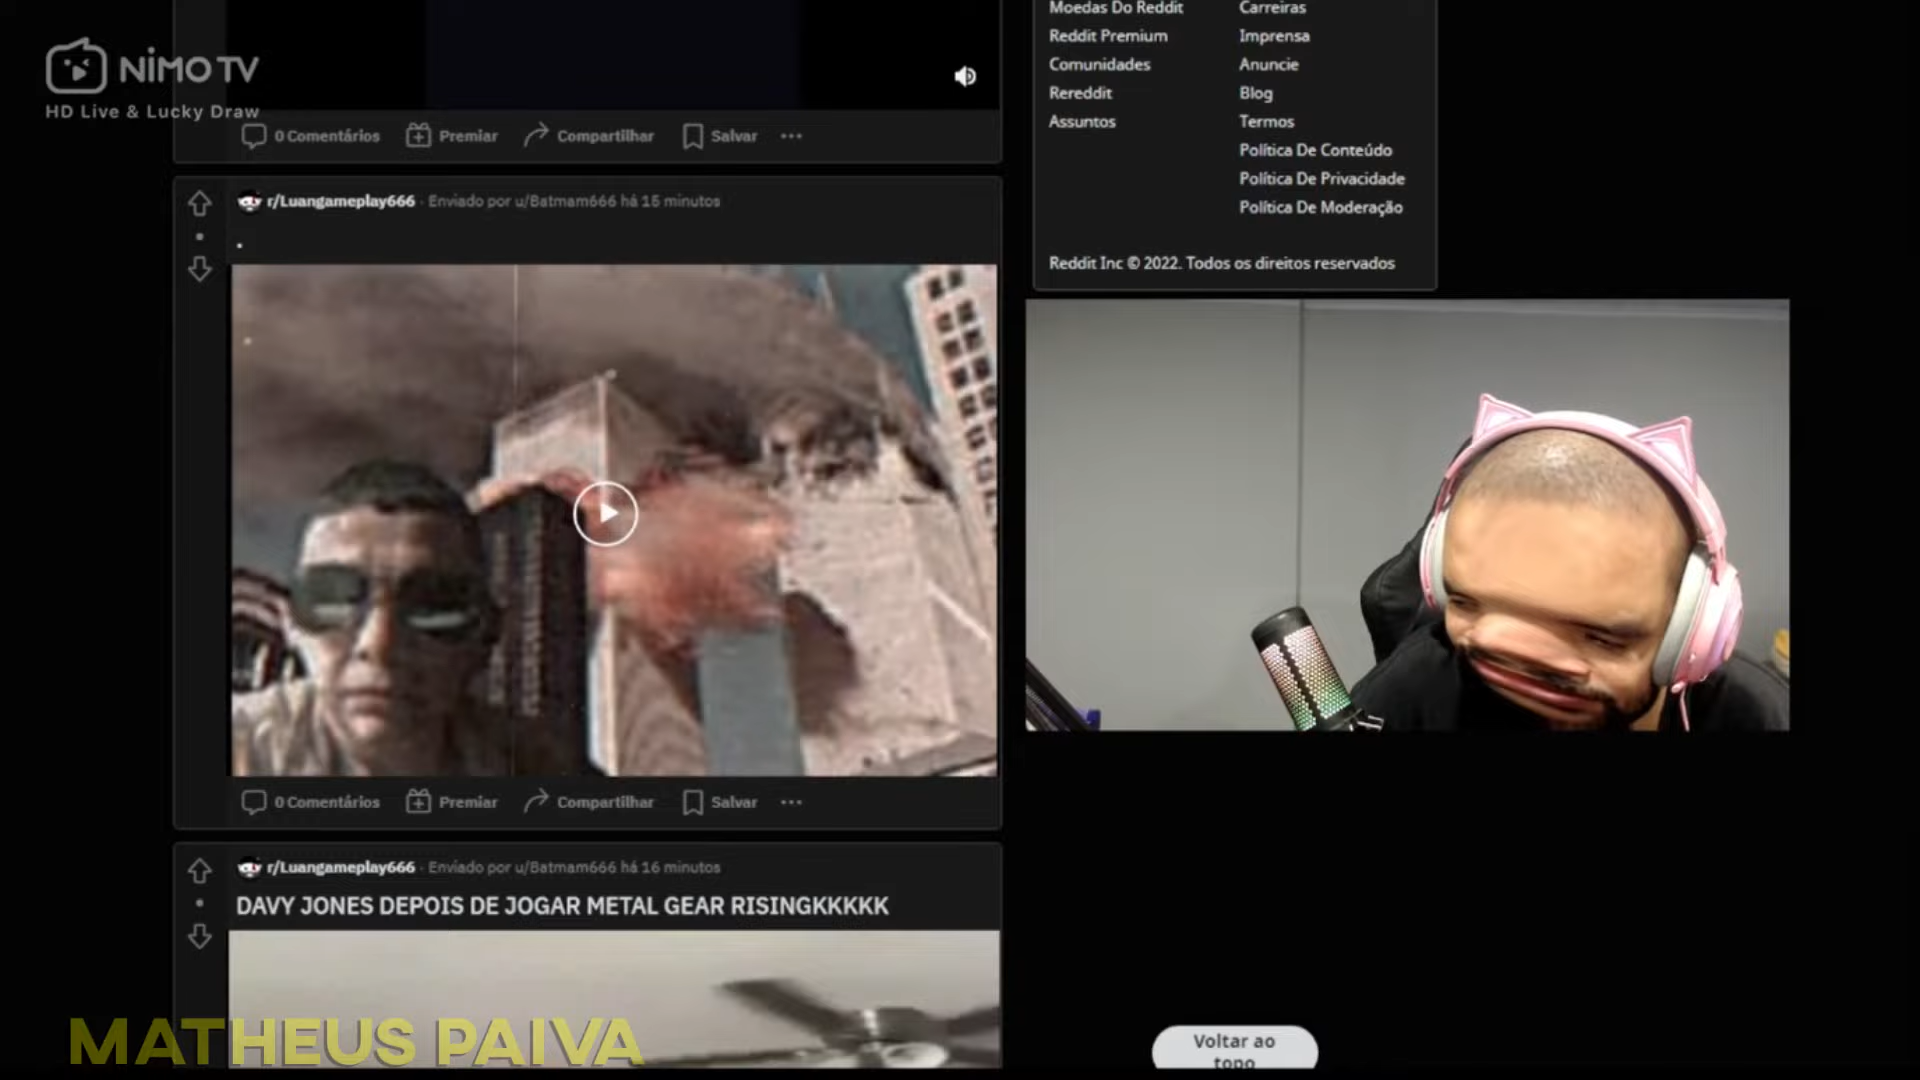 NIMO TV
HD Live & Lucky Draw
0 Comentários Premiar Compartilhar Salvar
r/Luangameplay666 · Enviado por u/Batmam666 há 15 minutos
.
0 Comentários Premiar Compartilhar Salvar
r/Luangameplay666 · Enviado por u/Batmam666 há 16 minutos
DAVY JONES DEPOIS DE JOGAR METAL GEAR RISINGKKKKK
MATHEUS PAIVA
Moedas Do Reddit Carreiras
Reddit Premium Imprensa
Comunidades Anuncie
Rereddit Blog
Assuntos Termos
Política De Conteúdo
Política De Privacidade
Política De Moderação
Reddit Inc © 2022. Todos os direitos reservados
Voltar ao
topo